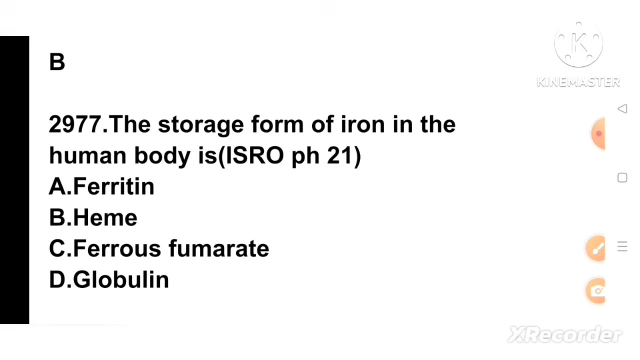 B
K
KINEMASTER
2977.The storage form of iron in the
human body is(ISRO ph 21)
A.Ferritin
B.Heme
C.Ferrous fumarate
D.Globulin
XRecorder